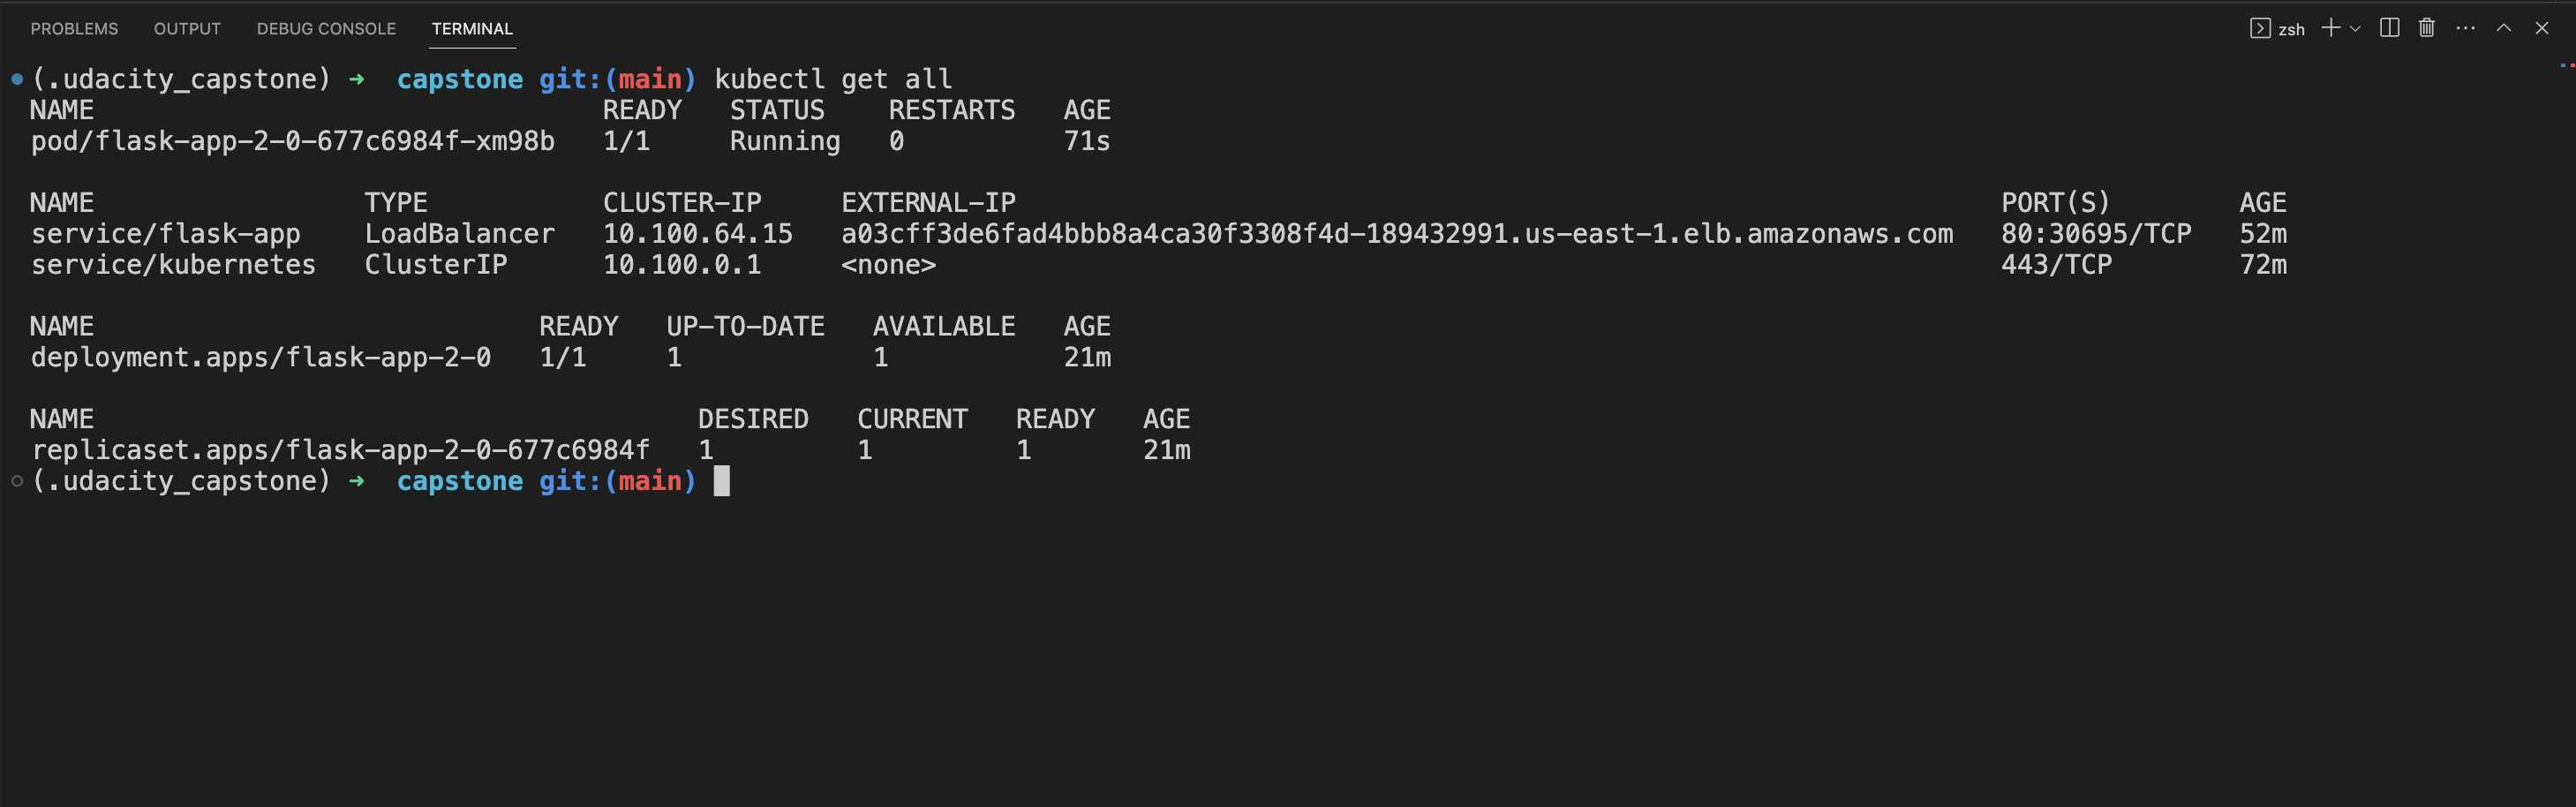 PROBLEMS OUTPUT DEBUG CONSOLE TERMINAL zsh
(.udacity_capstone) ➜ capstone git:(main) kubectl get all
NAME READY STATUS RESTARTS AGE
pod/flask-app-2-0-677c6984f-xm98b 1/1 Running 0 71s
NAME TYPE CLUSTER-IP EXTERNAL-IP PORT(S) AGE
service/flask-app LoadBalancer 10.100.64.15 a03cff3de6fad4bbb8a4ca30f3308f4d-189432991.us-east-1.elb.amazonaws.com 80:30695/TCP 52m
service/kubernetes ClusterIP 10.100.0.1 <none> 443/TCP 72m
NAME READY UP-TO-DATE AVAILABLE AGE
deployment.apps/flask-app-2-0 1/1 1 1 21m
NAME DESIRED CURRENT READY AGE
replicaset.apps/flask-app-2-0-677c6984f 1 1 1 21m
(.udacity_capstone) ➜ capstone git:(main)